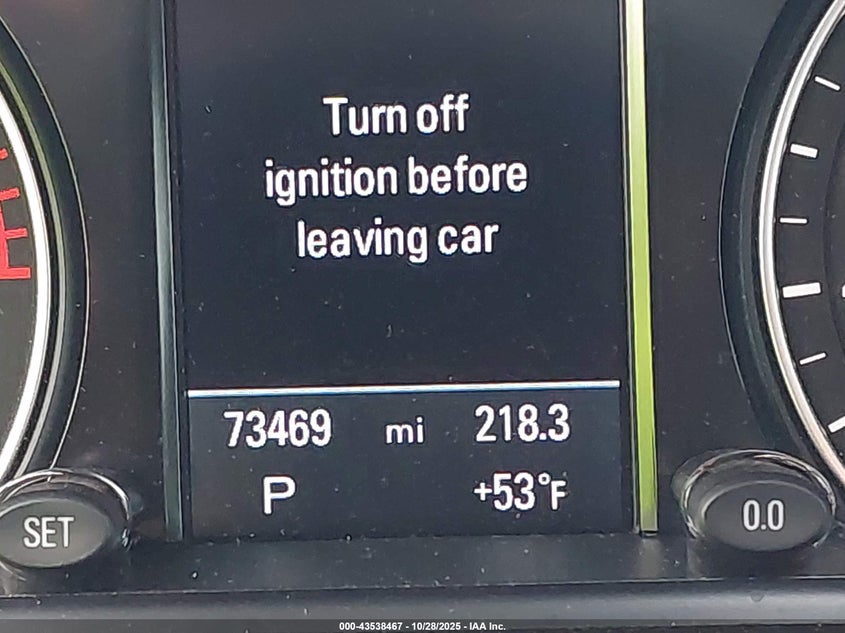 Turn off
ignition before
leaving car
73469 mi 218.3
P +53°F
SET 0.0
000-43538467 - 10/28/2025 - IAA Inc.